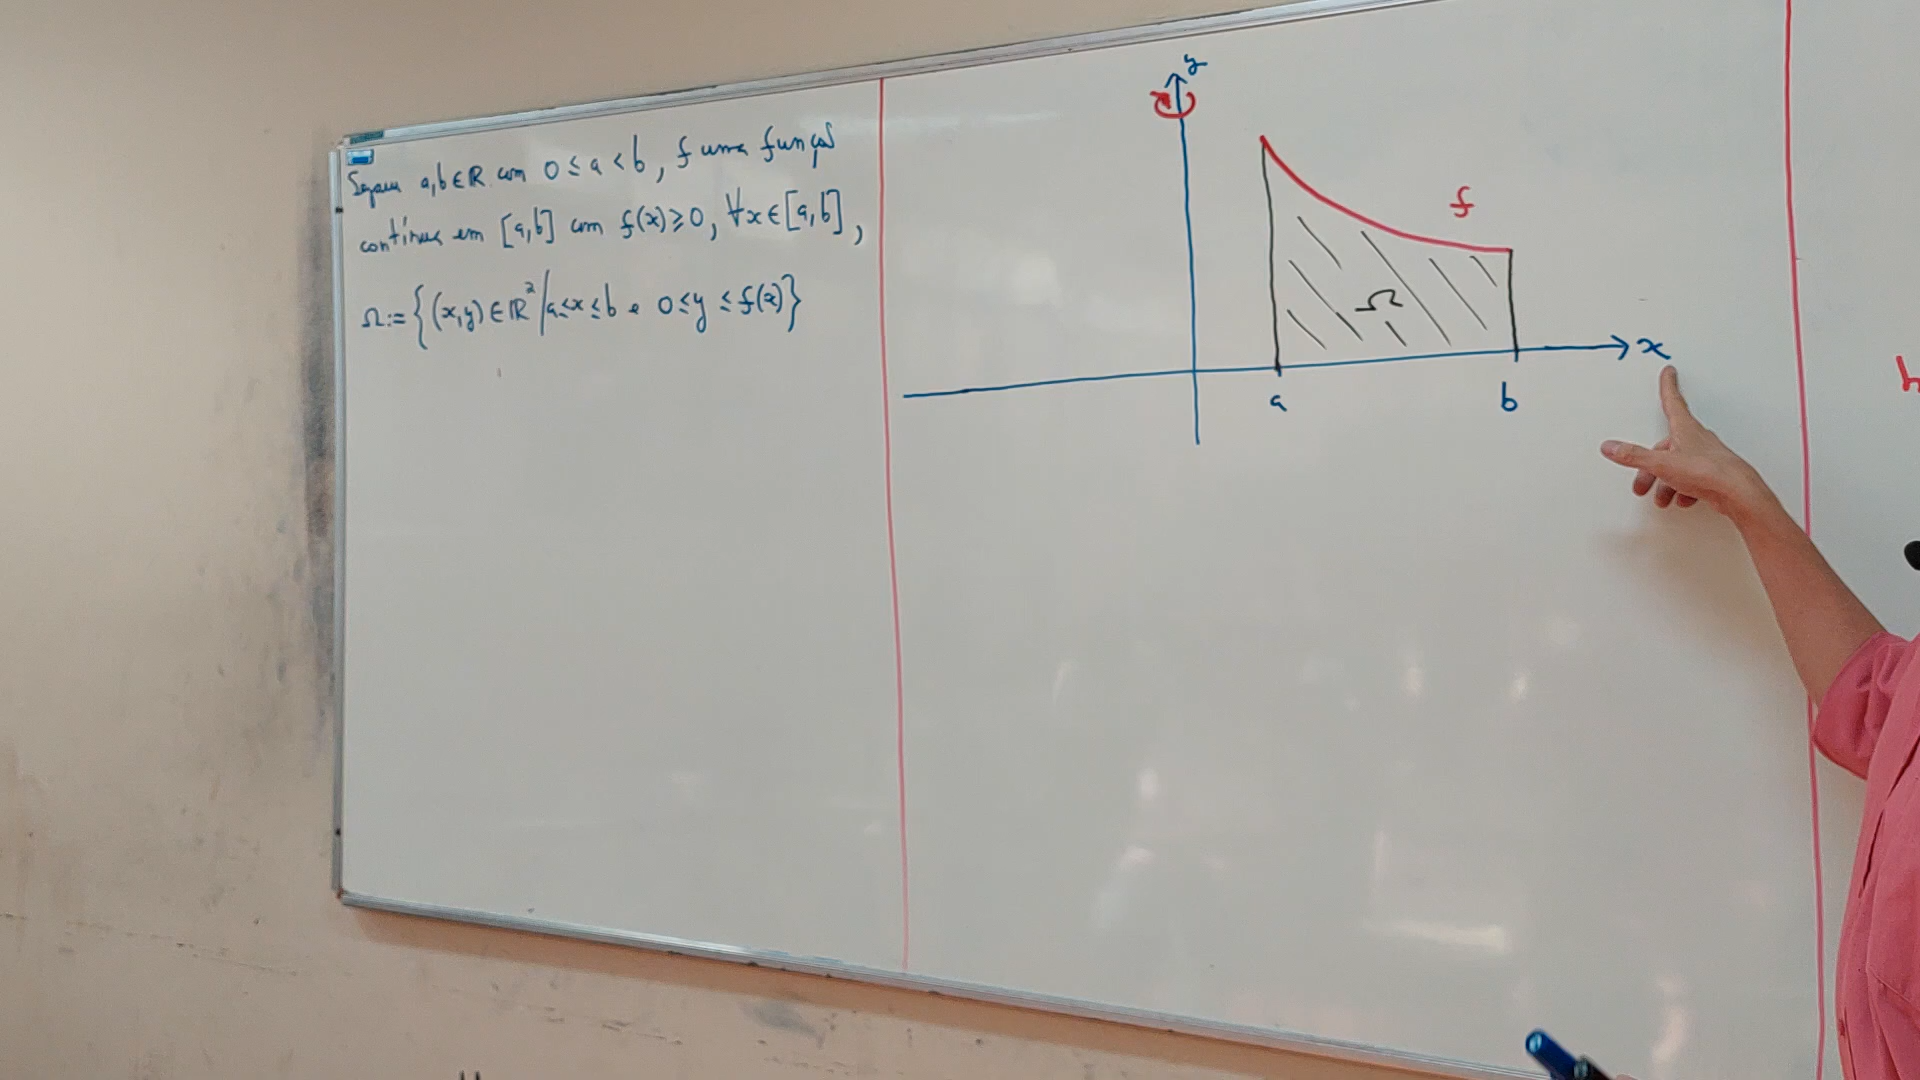 Sejam a,b∈ℝ com 0≤a<b, f uma função
contínua em [a,b] com f(x)≥0, ∀x∈[a,b],
Ω:={(x,y)∈ℝ²/a≤x≤b e 0≤y≤f(x)}
y
f
Ω
x
a
b